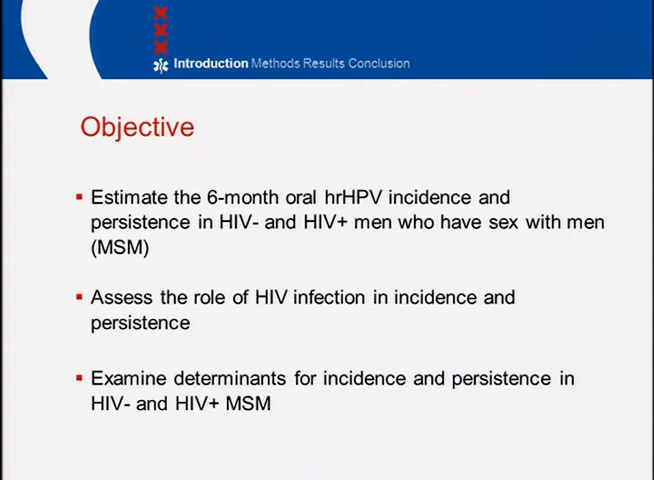 Introduction Methods Results Conclusion
Objective
Estimate the 6-month oral hrHPV incidence and
persistence in HIV- and HIV+ men who have sex with men
(MSM)
Assess the role of HIV infection in incidence and
persistence
Examine determinants for incidence and persistence in
HIV- and HIV+ MSM